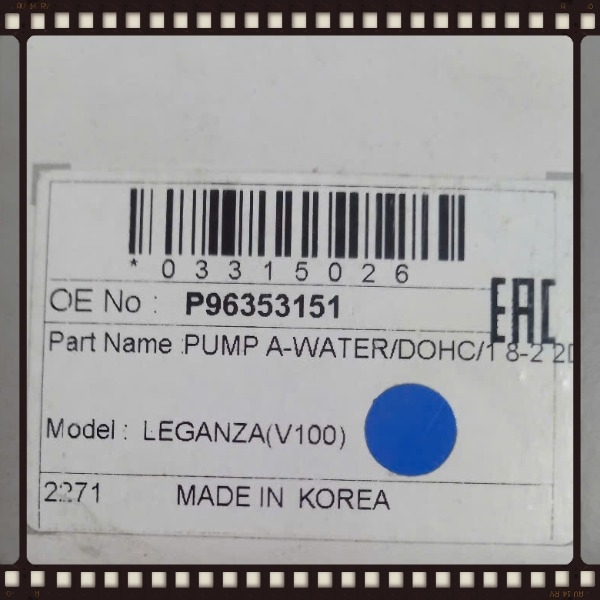 *03315026
OE No : P96353151
EAC
Part Name :PUMP A-WATER/DOHC/1 8-2 2D
Model : LEGANZA(V100)
2271 MADE IN KOREA